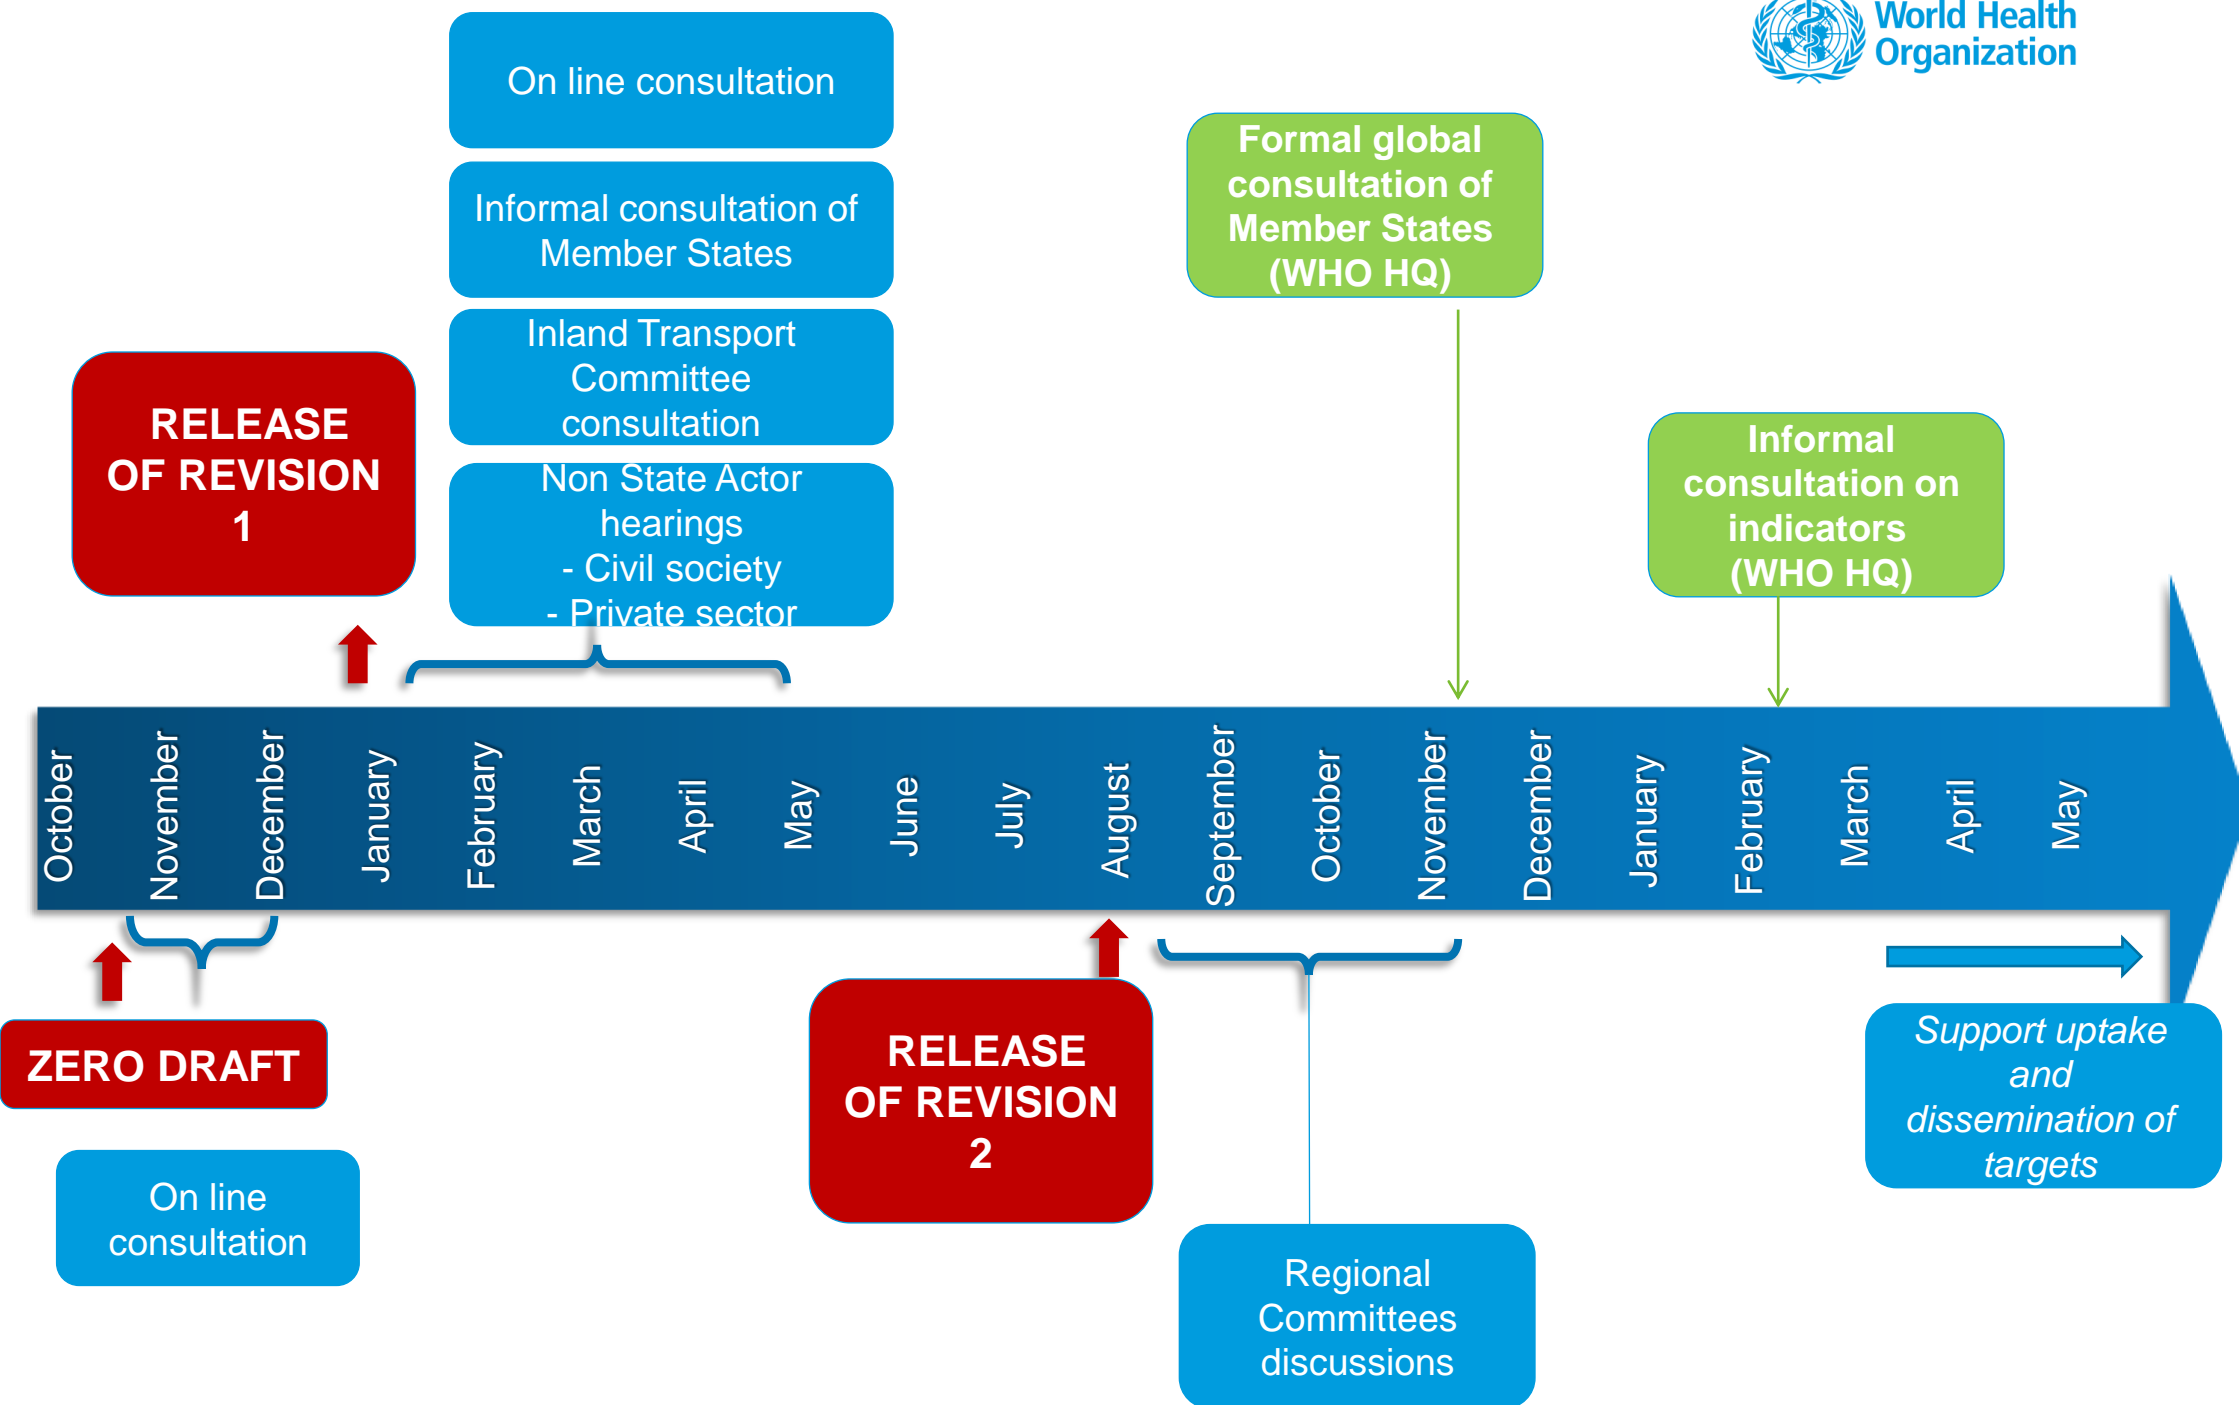 World Health
Organization
On line consultation
Informal consultation of
Member States
Inland Transport
Committee
consultation
Non State Actor
hearings
- Civil society
- Private sector
Formal global
consultation of
Member States
(WHO HQ)
RELEASE
OF REVISION
1
Informal
consultation on
indicators
(WHO HQ)
October
November
December
January
February
March
April
May
June
July
August
September
October
November
December
January
February
March
April
May
ZERO DRAFT
On line
consultation
RELEASE
OF REVISION
2
Regional
Committees
discussions
Support uptake
and
dissemination of
targets